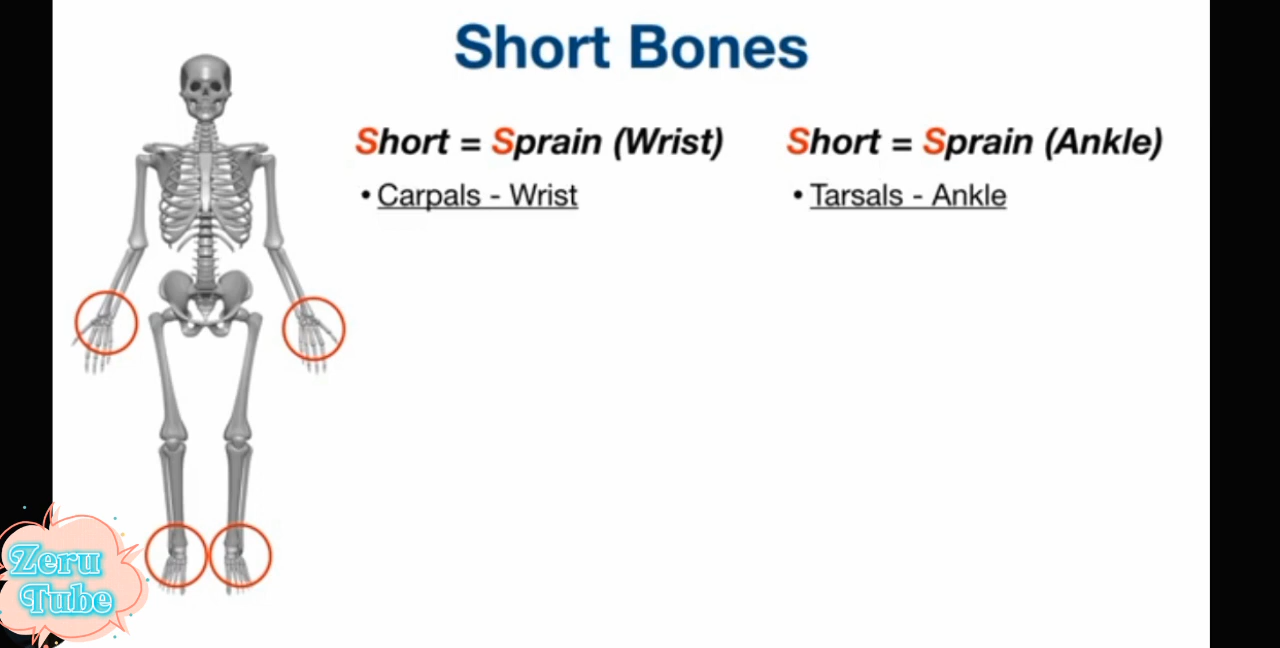 Short Bones
Short = Sprain (Wrist)
• Carpals - Wrist
Short = Sprain (Ankle)
• Tarsals - Ankle
Zeru
Tube